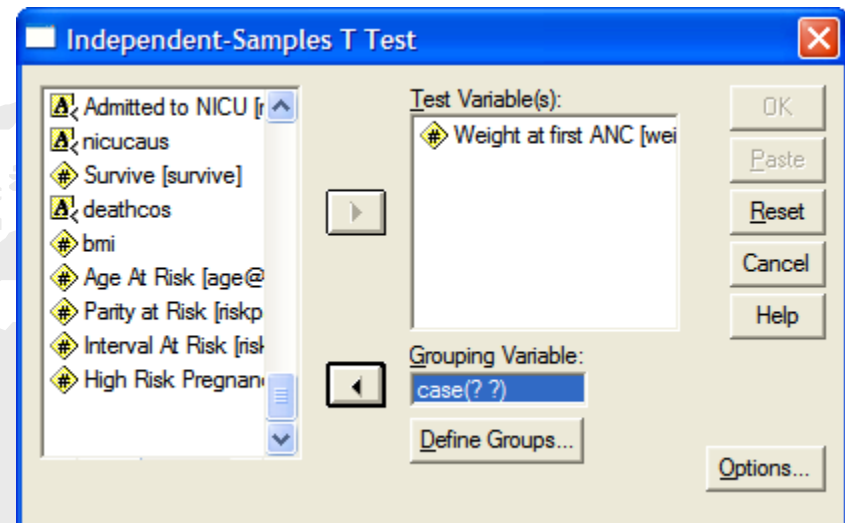 Independent-Samples T Test
Admitted to NICU [r
nicucaus
Survive [survive]
deathcos
bmi
Age At Risk [age@
Parity at Risk [riskp
Interval At Risk [risk
High Risk Pregnan
Test Variable(s):
Weight at first ANC [wei
Grouping Variable:
case(? ?)
Define Groups...
OK
Paste
Reset
Cancel
Help
Options...